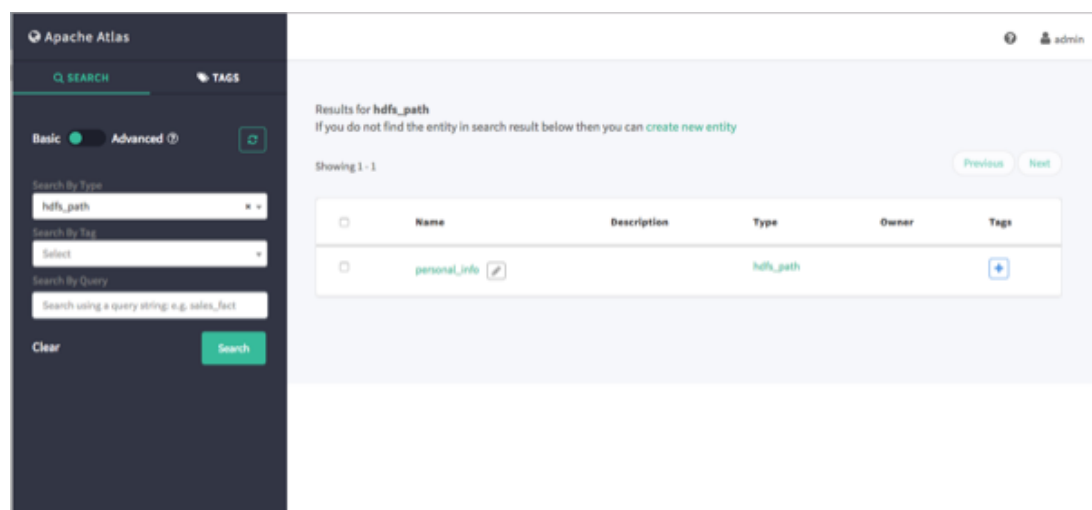 Apache Atlas
admin
SEARCH
TAGS
Basic
Advanced
Search By Type
hdfs_path
Search By Tag
Select
Search By Query
Search using a query string: e.g. sales_fact
Clear
Search
Results for hdfs_path
If you do not find the entity in search result below then you can create new entity
Showing 1 - 1
Previous
Next
Name Description Type Owner Tags
personal_info hdfs_path